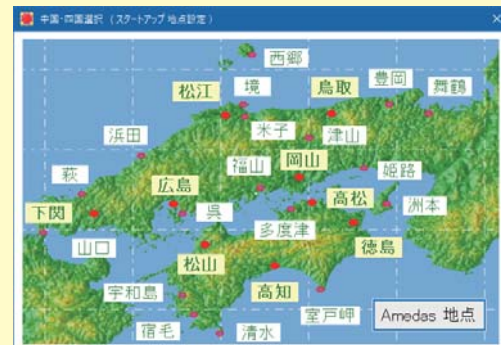 中国・四国選択 (スタートアップ 地点設定)
西郷
松江
境
鳥取
豊岡
舞鶴
浜田
米子
津山
萩
広島
福山
岡山
姫路
下関
呉
高松
洲本
山口
多度津
松山
徳島
宇和島
高知
室戸岬
宿毛
清水
Amedas 地点